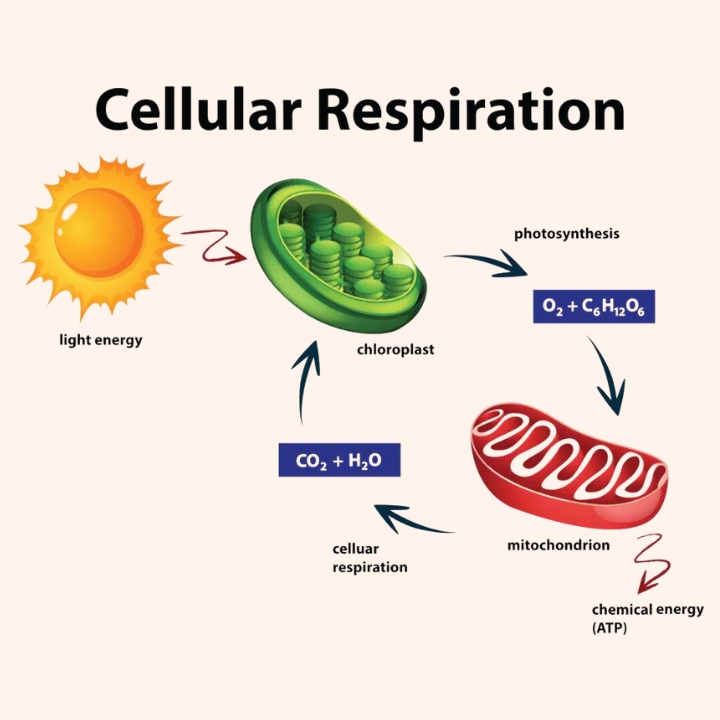 Cellular Respiration
light energy
chloroplast
photosynthesis
O₂ + C₆H₁₂O₆
CO₂ + H₂O
celluar
respiration
mitochondrion
chemical energy
(ATP)